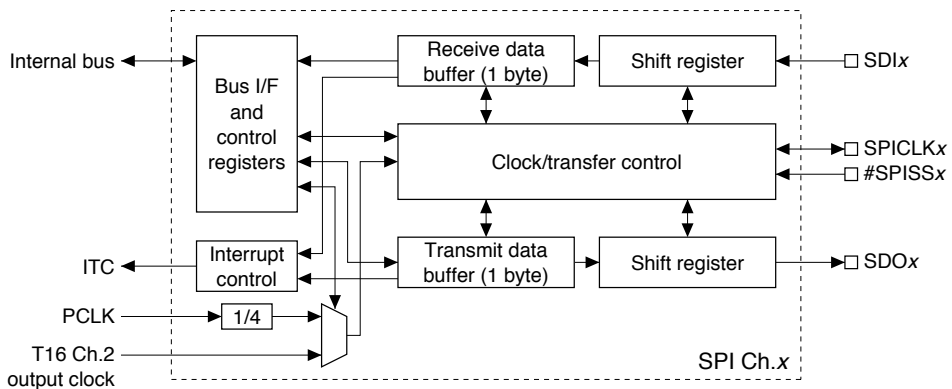 Internal bus
Bus I/F
and
control
registers
Receive data
buffer (1 byte)
Shift register
SDIx
Clock/transfer control
SPICLKx
#SPISSx
ITC
Interrupt
control
Transmit data
buffer (1 byte)
Shift register
SDOx
PCLK
1/4
T16 Ch.2
output clock
SPI Ch.x